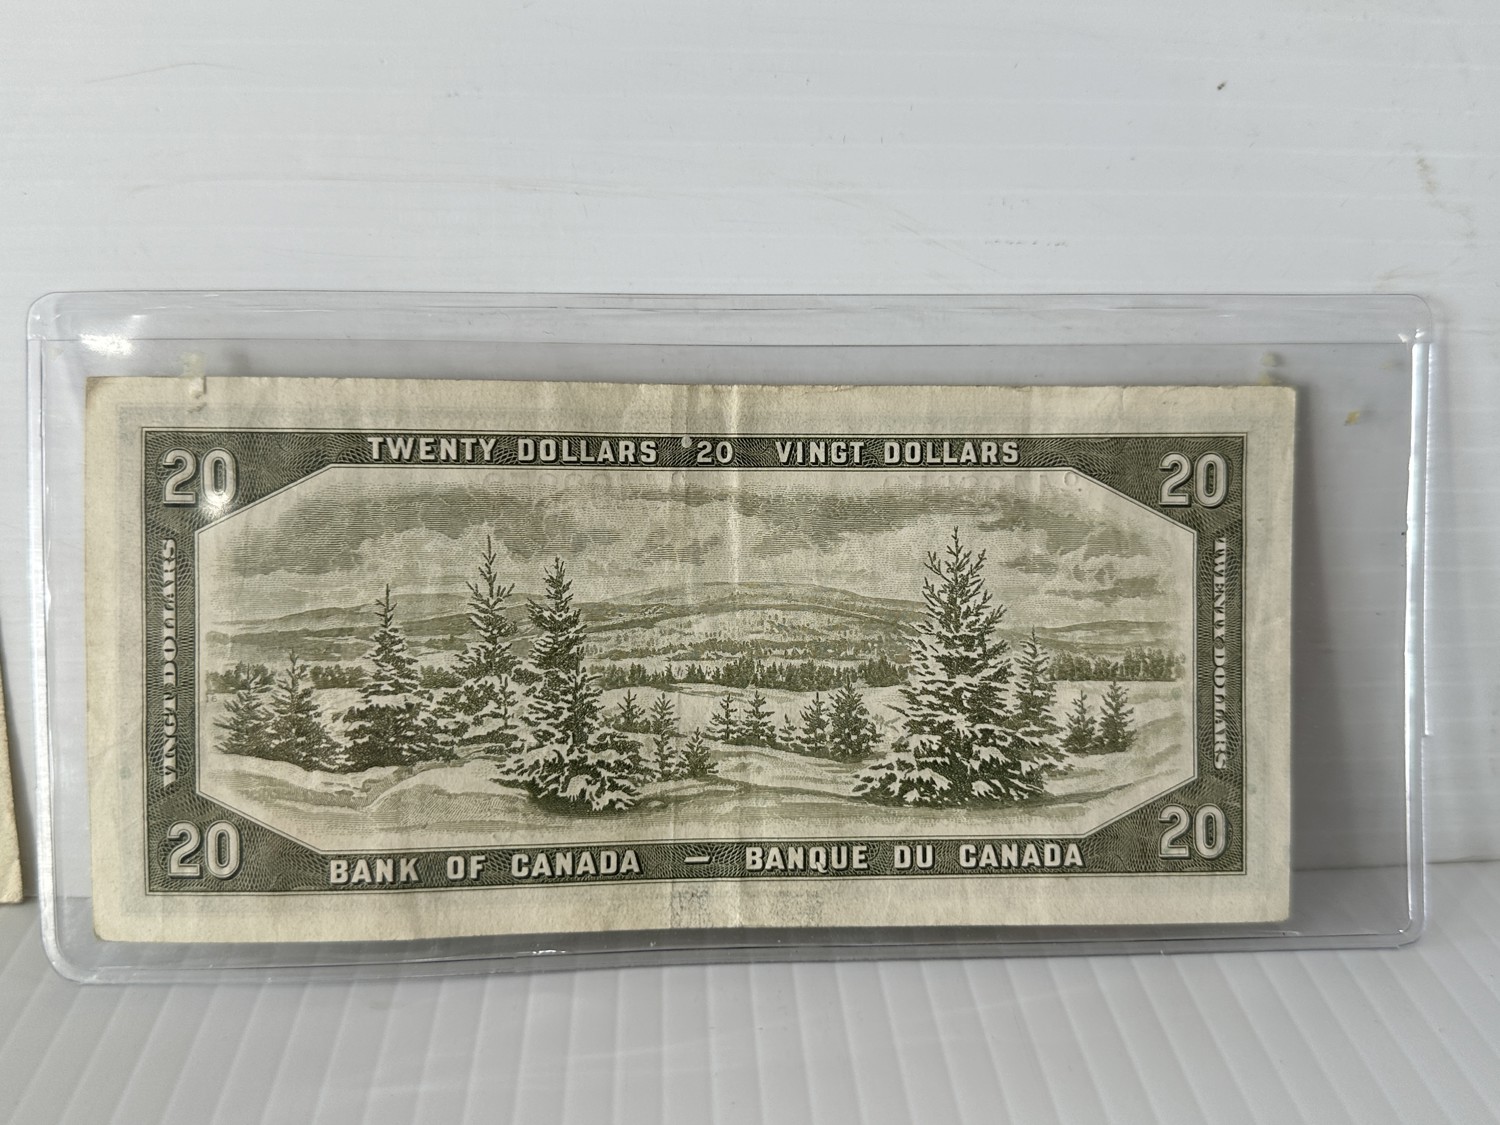 TWENTY DOLLARS 20 VINGT DOLLARS
20
20
VINGT DOLLARS
TWENTY DOLLARS
20
20
BANK OF CANADA — BANQUE DU CANADA